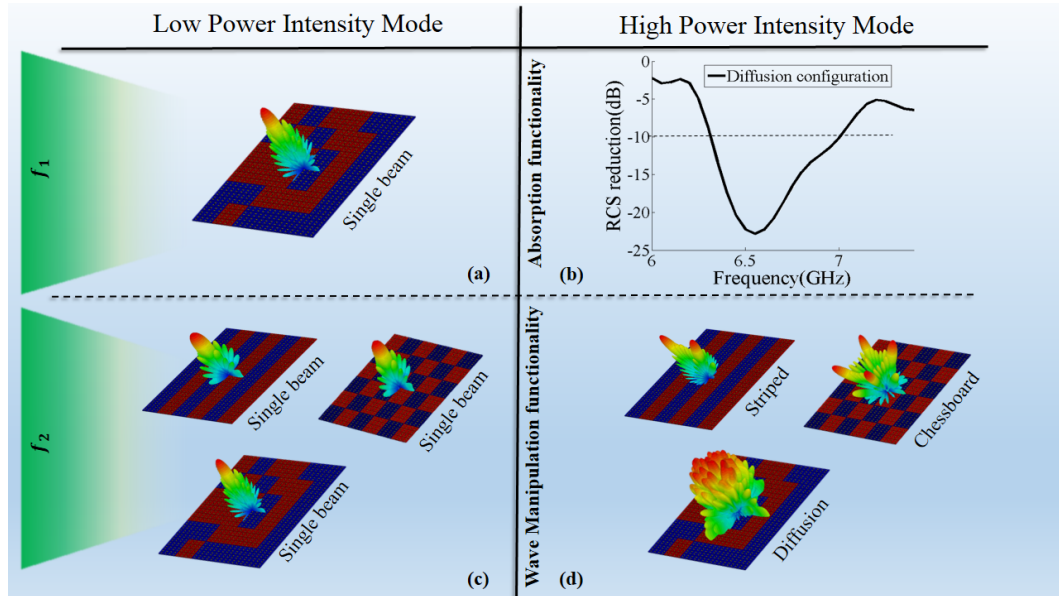 Low Power Intensity Mode
High Power Intensity Mode
f1
Single beam
(a)
Absorption functionality
0
-5
-10
-15
-20
-25
RCS reduction(dB)
Diffusion configuration
6
6.5
7
Frequency(GHz)
(b)
f2
Single beam
Single beam
Single beam
(c)
Wave Manipulation functionality
Striped
Chessboard
Diffusion
(d)